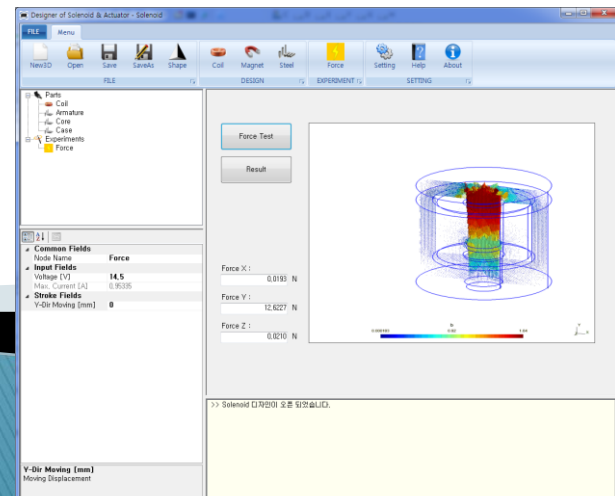 Designer of Solenoid & Actuator - Solenoid
FILE Menu
New3D Open Save SaveAs Shape Coil Magnet Steel Force Setting Help About
FILE DESIGN EXPERIMENT SETTING
Parts
Coil
Armature
Core
Case
Experiments
Force
Force Test
Result
Common Fields
Node Name Force
Input Fields
Voltage [V] 14,5
Max. Current [A] 0,95335
Stroke Fields
Y-Dir Moving [mm] 0
Force X :
0,0193 N
Force Y :
12,6227 N
Force Z :
0,0210 N
>> Solenoid 디자인이 오픈 되었습니다.
Y-Dir Moving [mm]
Moving Displacement